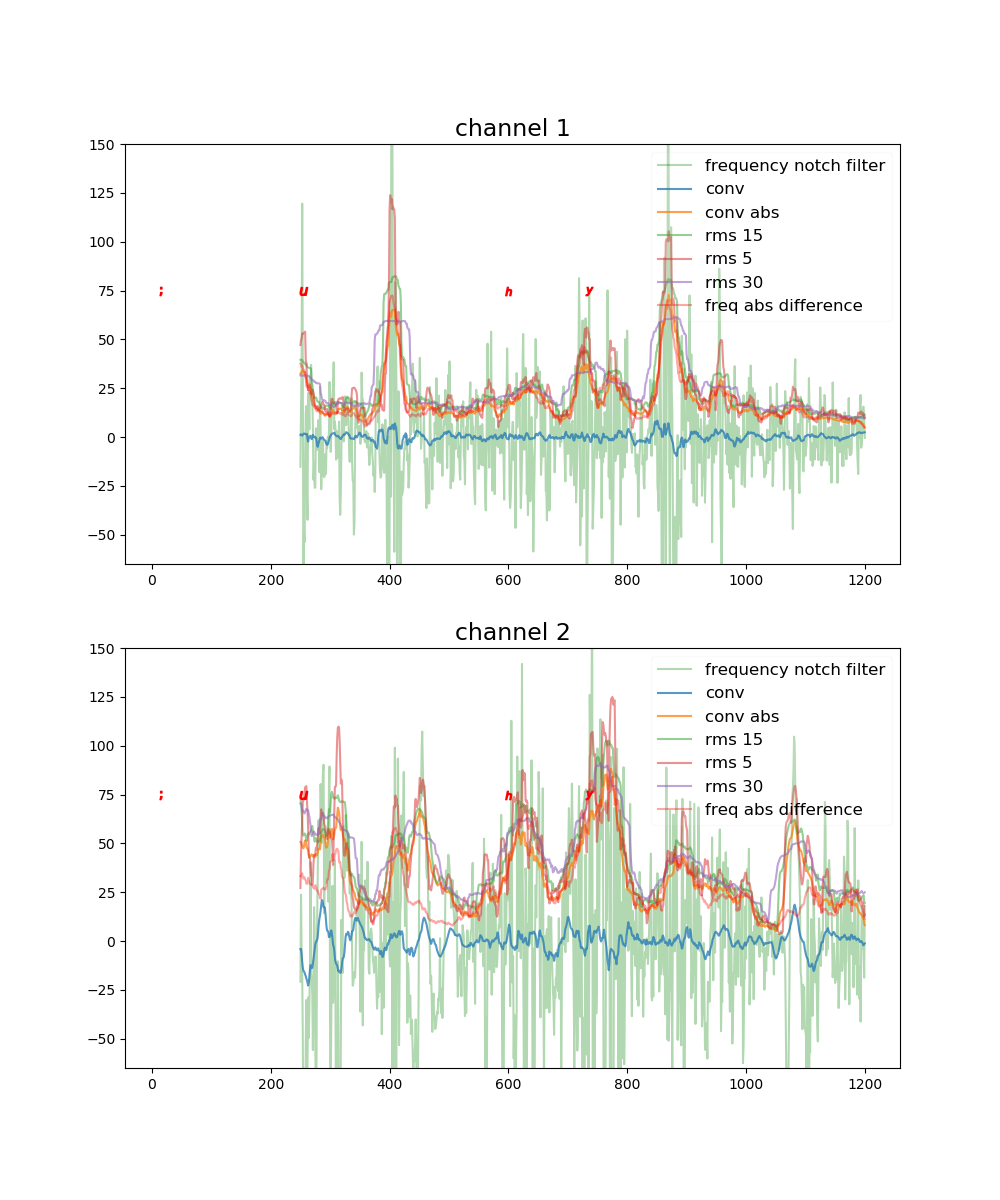 channel 1
150
125
100
75
50
25
0
−25
−50
frequency notch filter
conv
conv abs
rms 15
rms 5
rms 30
freq abs difference
; u h y
0 200 400 600 800 1000 1200
channel 2
150
125
100
75
50
25
0
−25
−50
frequency notch filter
conv
conv abs
rms 15
rms 5
rms 30
freq abs difference
; u h y
0 200 400 600 800 1000 1200